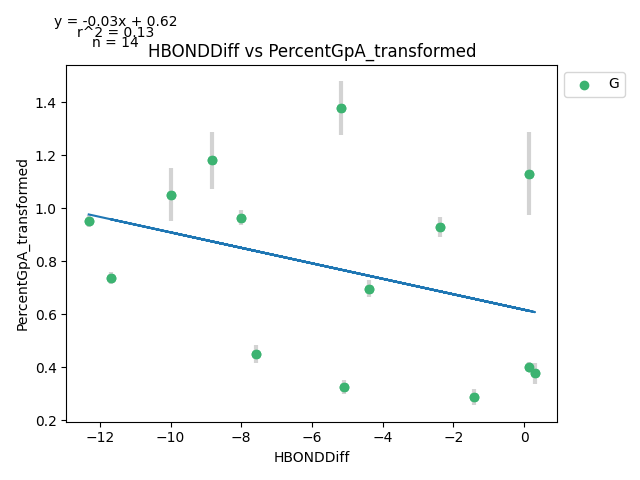 y = -0.03x + 0.62
r^2 = 0.13
n = 14
HBONDDiff vs PercentGpA_transformed
G
PercentGpA_transformed
1.4
1.2
1.0
0.8
0.6
0.4
0.2
−12
−10
−8
−6
−4
−2
0
HBONDDiff